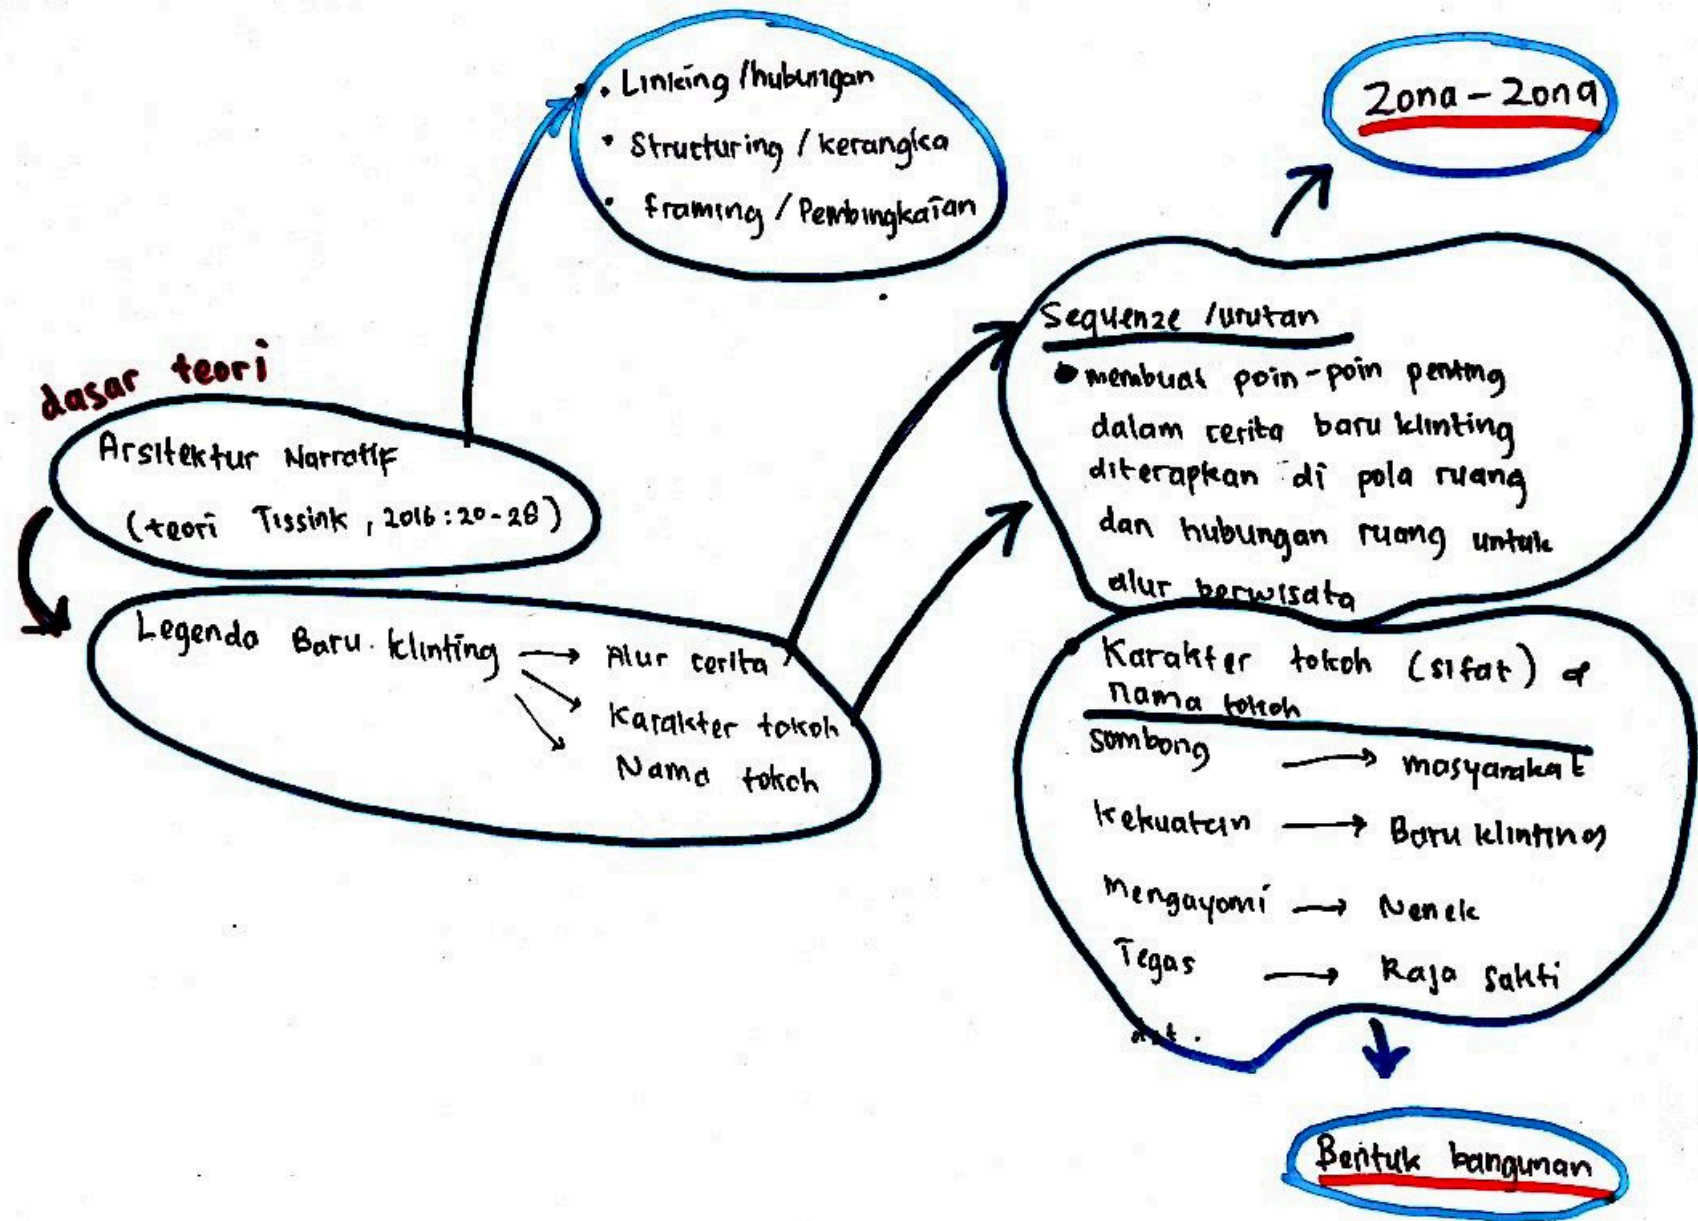 • Linking /hubungan
• Structuring / kerangka
• framing / Pembingkaian
Zona - Zona
dasar teori
Arsitektur Narratif
(teori Tissink, 2016:20-28)
Sequenze /urutan
• membuat poin-poin penting
dalam cerita baru klinting
diterapkan di pola ruang
dan hubungan ruang untuk
alur berwisata
Legenda Baru klinting → Alur cerita
→ Karakter tokoh
→ Nama tokoh
• Karakter tokoh (sifat) &
nama tokoh
sombong → masyarakat
kekuatan → Baru klinting
mengayomi → Nenek
Tegas → Raja sakti
Bentuk bangunan